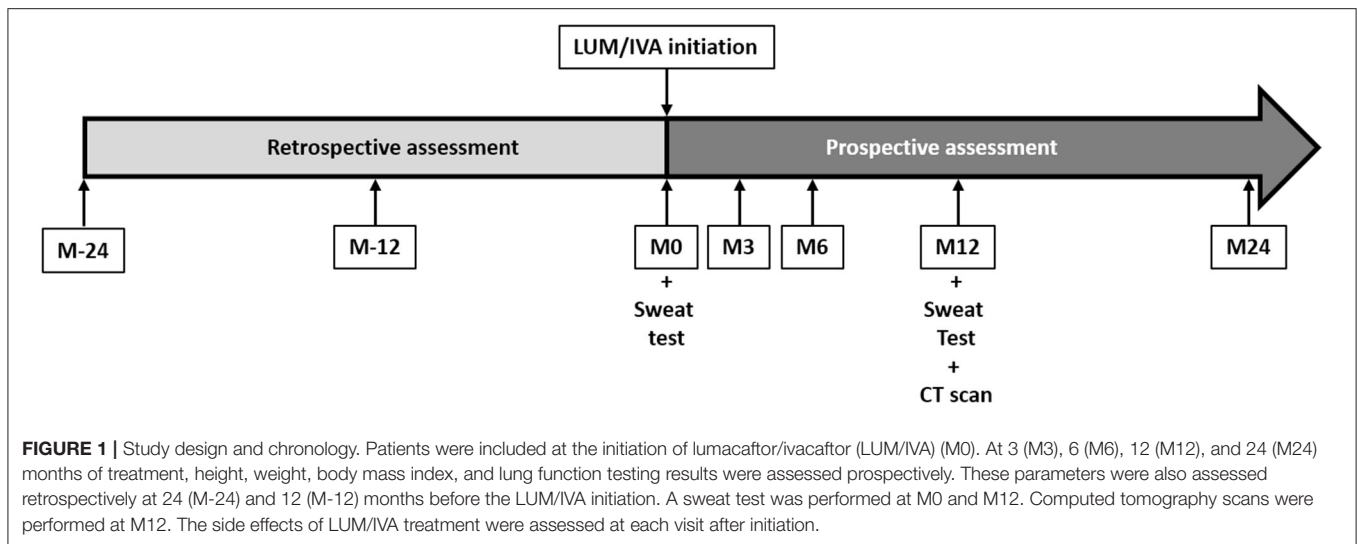 LUM/IVA initiation
Retrospective assessment
Prospective assessment
M-24
M-12
M0
M3
M6
M12
M24
+
Sweat
test
+
Sweat
Test
+
CT scan
FIGURE 1 | Study design and chronology. Patients were included at the initiation of lumacaftor/ivacaftor (LUM/IVA) (M0). At 3 (M3), 6 (M6), 12 (M12), and 24 (M24)
months of treatment, height, weight, body mass index, and lung function testing results were assessed prospectively. These parameters were also assessed
retrospectively at 24 (M-24) and 12 (M-12) months before the LUM/IVA initiation. A sweat test was performed at M0 and M12. Computed tomography scans were
performed at M12. The side effects of LUM/IVA treatment were assessed at each visit after initiation.